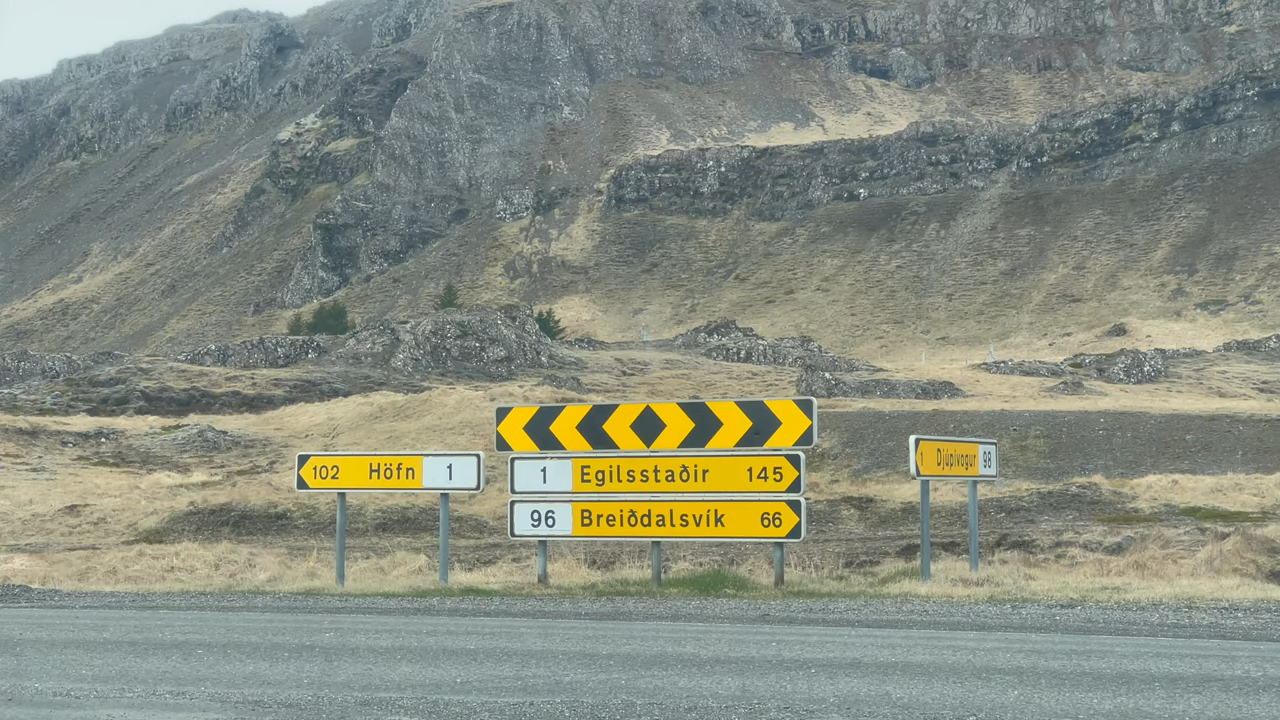 102 Höfn 1
1 Egilsstaðir 145
96 Breiðdalsvík 66
1 Djúpivogur 98